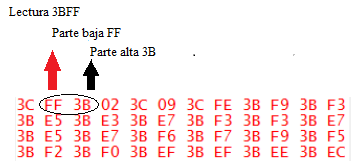 Lectura 3BFF
Parte baja FF
Parte alta 3B
3C FF 3B 02 3C 09 3C FE 3B F9 3B F3
3B E5 3B E3 3B E7 3B F3 3B F3 3B E7
3B E5 3B E7 3B F6 3B F7 3B F9 3B F5
3B F2 3B F0 3B EF 3B EF 3B EE 3B EC